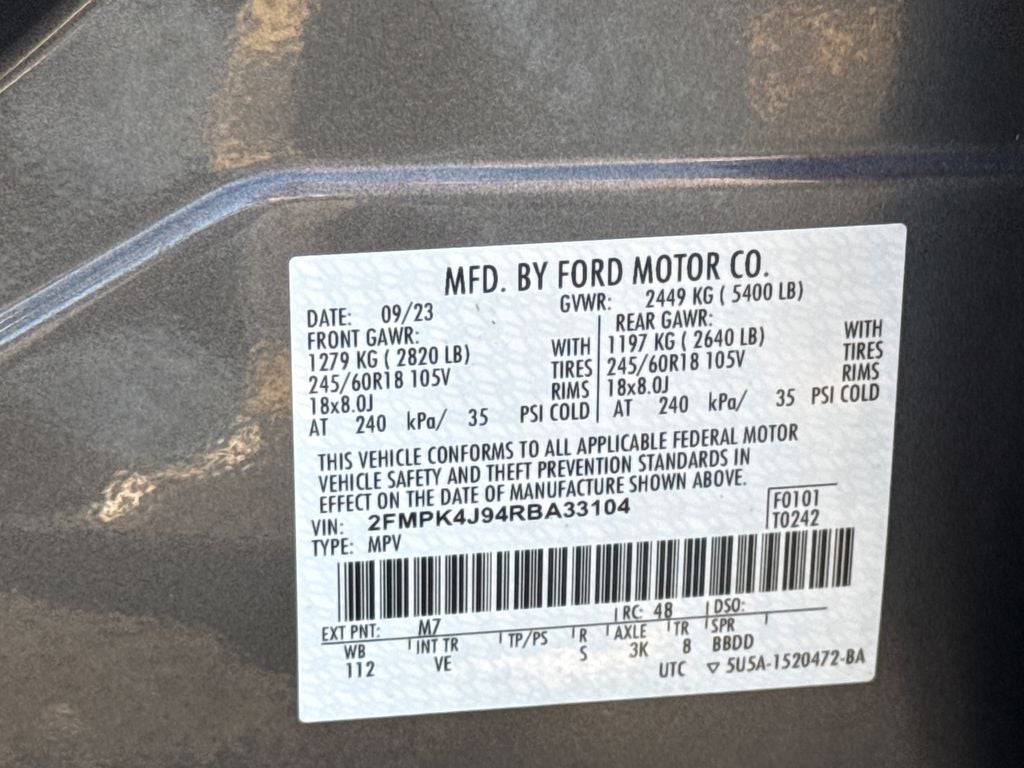 MFD. BY FORD MOTOR CO.
DATE: 09/23 GVWR: 2449 KG ( 5400 LB)
FRONT GAWR: REAR GAWR:
1279 KG ( 2820 LB) WITH 1197 KG ( 2640 LB) WITH
245/60R18 105V TIRES 245/60R18 105V TIRES
18x8.0J RIMS 18x8.0J RIMS
AT 240 kPa/ 35 PSI COLD AT 240 kPa/ 35 PSI COLD
THIS VEHICLE CONFORMS TO ALL APPLICABLE FEDERAL MOTOR
VEHICLE SAFETY AND THEFT PREVENTION STANDARDS IN
EFFECT ON THE DATE OF MANUFACTURE SHOWN ABOVE.
VIN: 2FMPK4J94RBA33104 F0101
TYPE: MPV T0242
EXT PNT: M7 RC: 48 DSO:
WB INT TR TP/PS R AXLE TR SPR
112 VE S 3K 8 BBDD
UTC ▽ 5U5A-1520472-BA